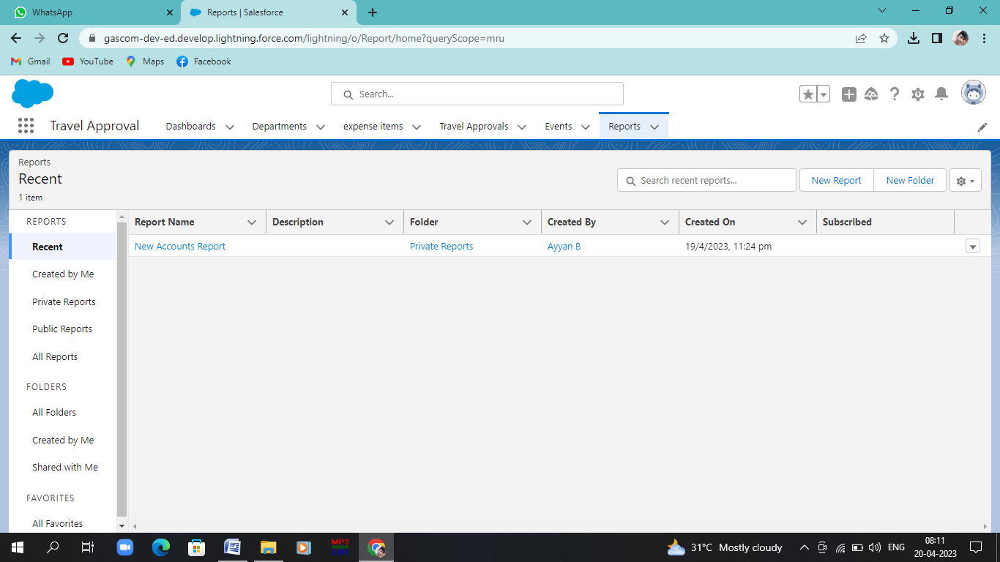 WhatsApp
Reports | Salesforce
gascom-dev-ed.develop.lightning.force.com/lightning/o/Report/home?queryScope=mru
Gmail YouTube Maps Facebook
Search...
Travel Approval Dashboards Departments expense items Travel Approvals Events Reports
Reports
Recent
1 item
Search recent reports...
New Report
New Folder
REPORTS
Recent
Created by Me
Private Reports
Public Reports
All Reports
FOLDERS
All Folders
Created by Me
Shared with Me
FAVORITES
All Favorites
Report Name Description Folder Created By Created On Subscribed
New Accounts Report Private Reports Ayyan B 19/4/2023, 11:24 pm
MP3
31°C Mostly cloudy
ENG
08:11
20-04-2023